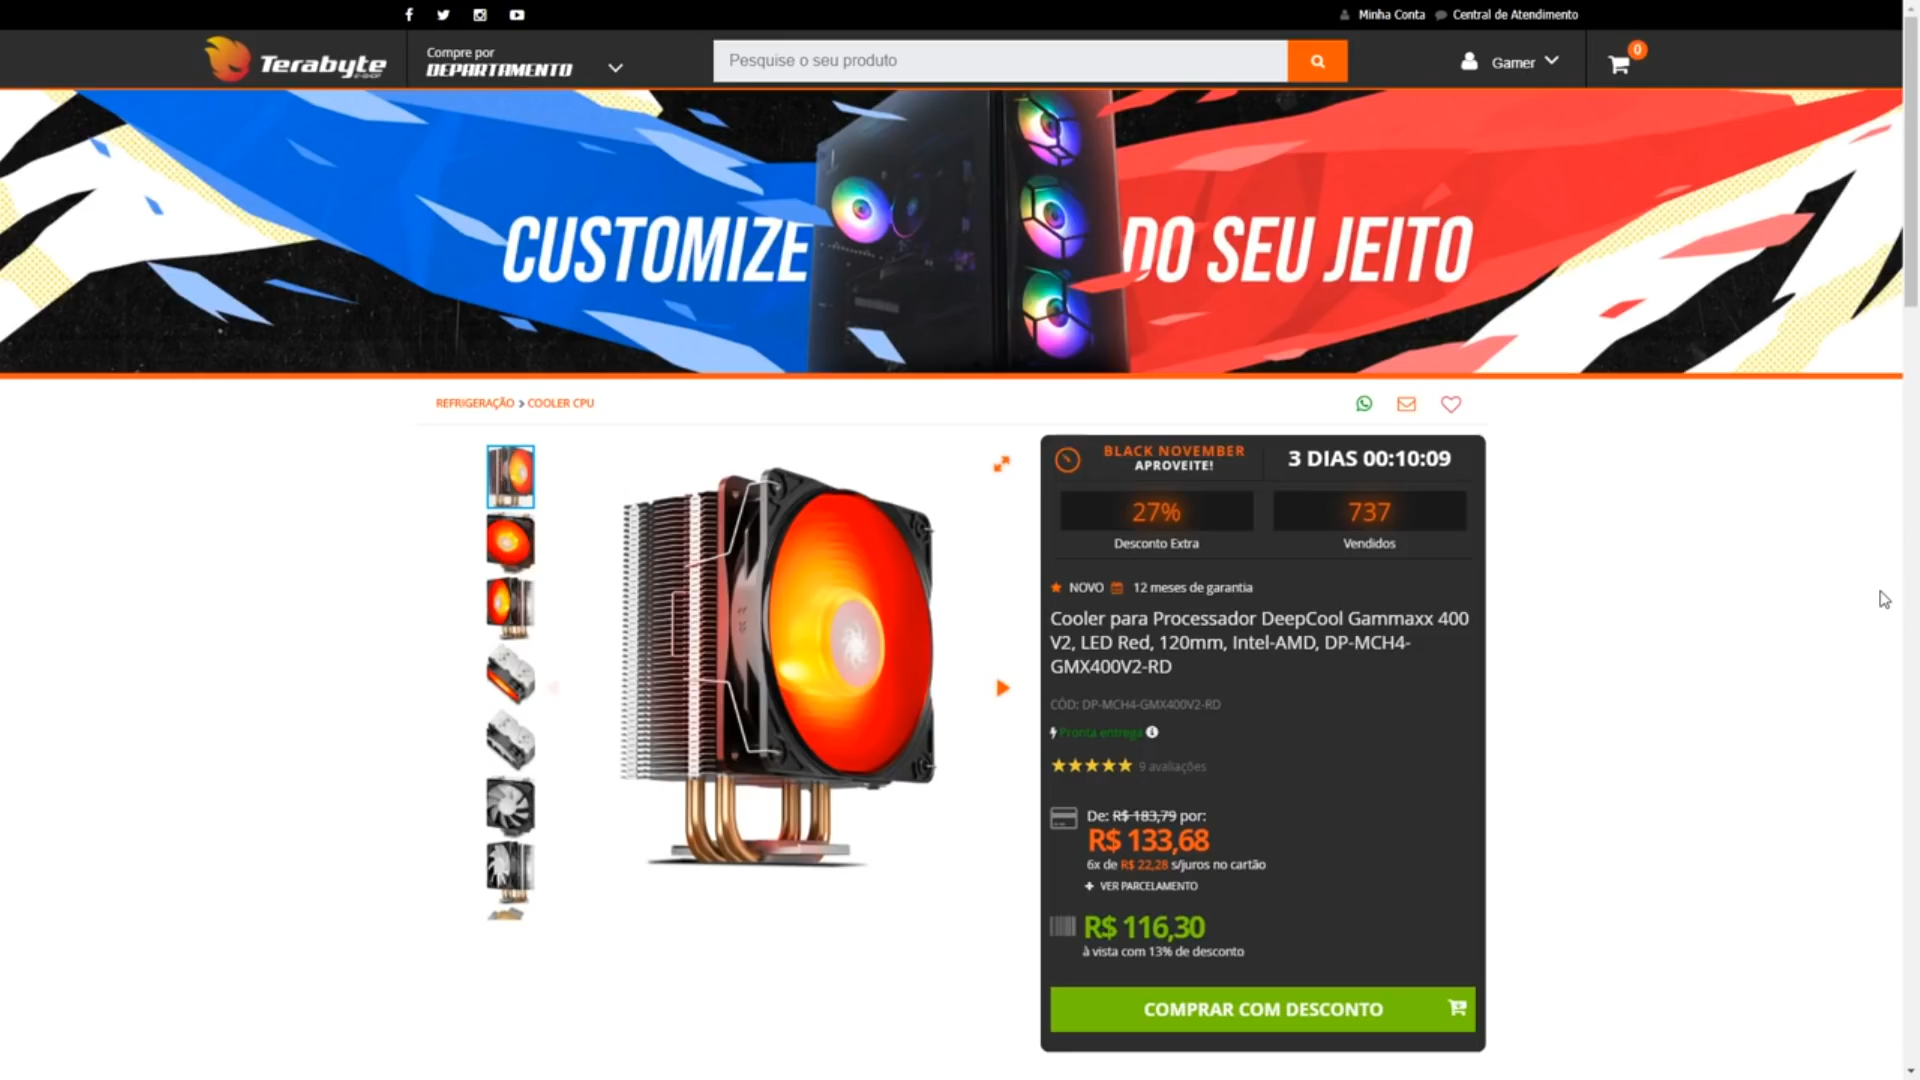 Minha Conta
Central de Atendimento
Terabyte
E-SHOP
Compre por
DEPARTAMENTO
Pesquise o seu produto
Gamer
0
CUSTOMIZE
DO SEU JEITO
REFRIGERAÇÃO > COOLER CPU
BLACK NOVEMBER
APROVEITE!
3 DIAS 00:10:09
27%
Desconto Extra
737
Vendidos
NOVO
12 meses de garantia
Cooler para Processador DeepCool Gammaxx 400
V2, LED Red, 120mm, Intel-AMD, DP-MCH4-
GMX400V2-RD
CÓD: DP-MCH4-GMX400V2-RD
Pronta entrega
9 avaliações
De: R$ 183,79 por:
R$ 133,68
6x de R$ 22,28 s/juros no cartão
+ VER PARCELAMENTO
R$ 116,30
à vista com 13% de desconto
COMPRAR COM DESCONTO